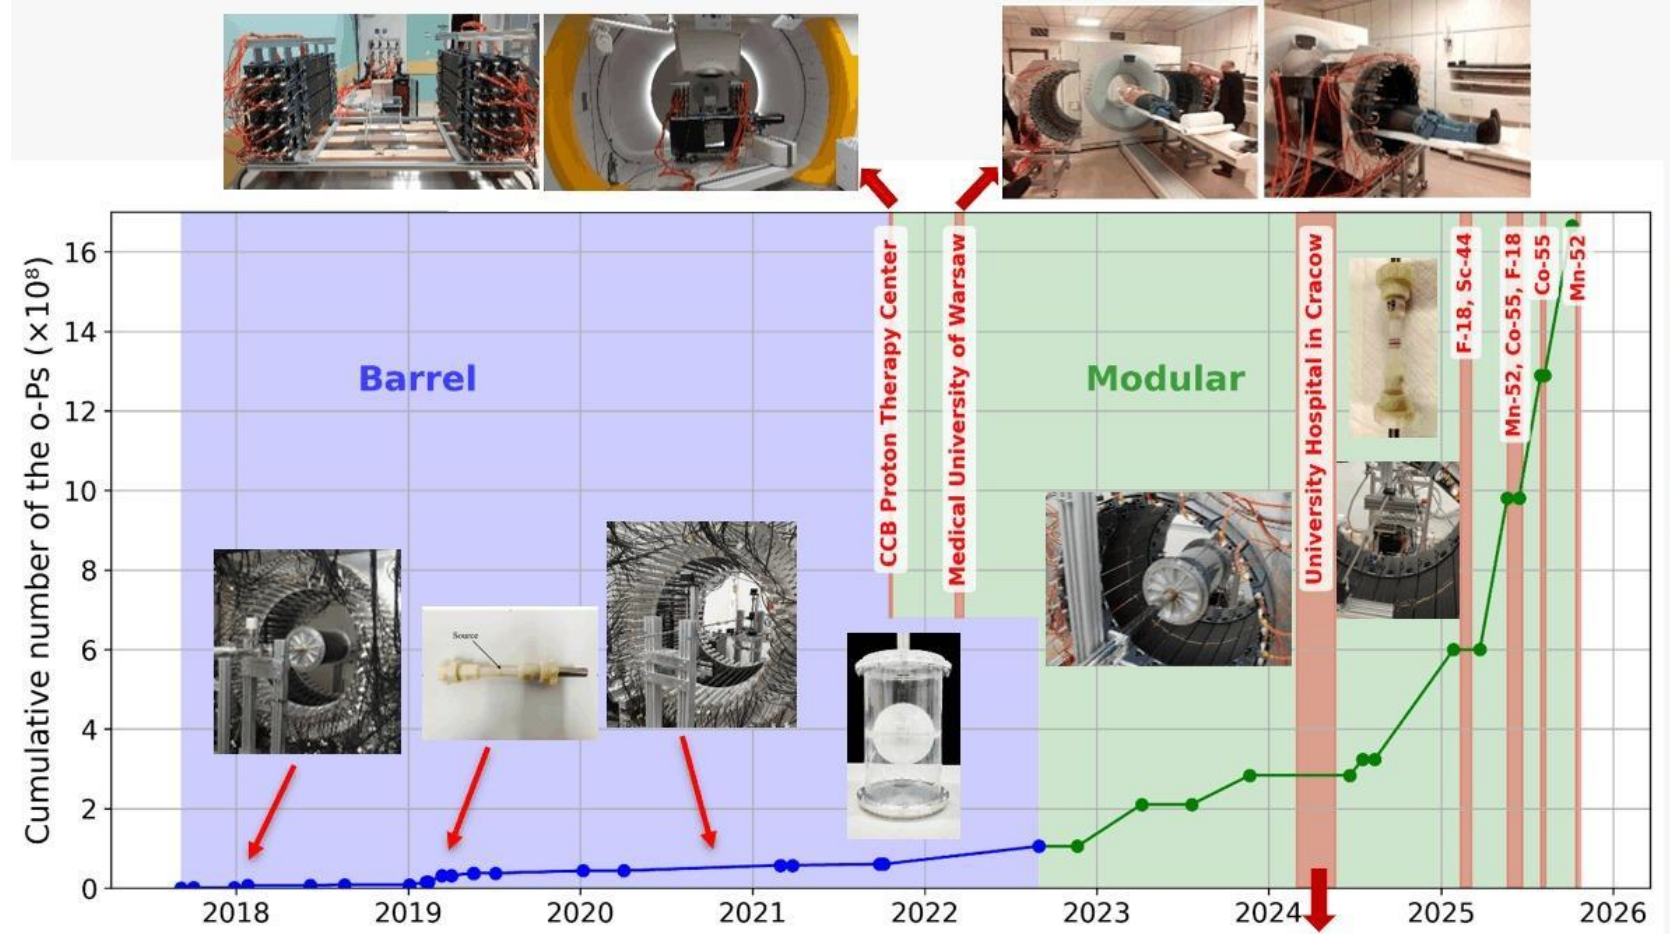 Cumulative number of the o-Ps (×10⁸)
16
14
12
10
8
6
4
2
0
2018
2019
2020
2021
2022
2023
2024
2025
2026
Barrel
Modular
Source
CCB Proton Therapy Center
Medical University of Warsaw
University Hospital in Cracow
F-18, Sc-44
Mn-52, Co-55, F-18
Co-55
Mn-52